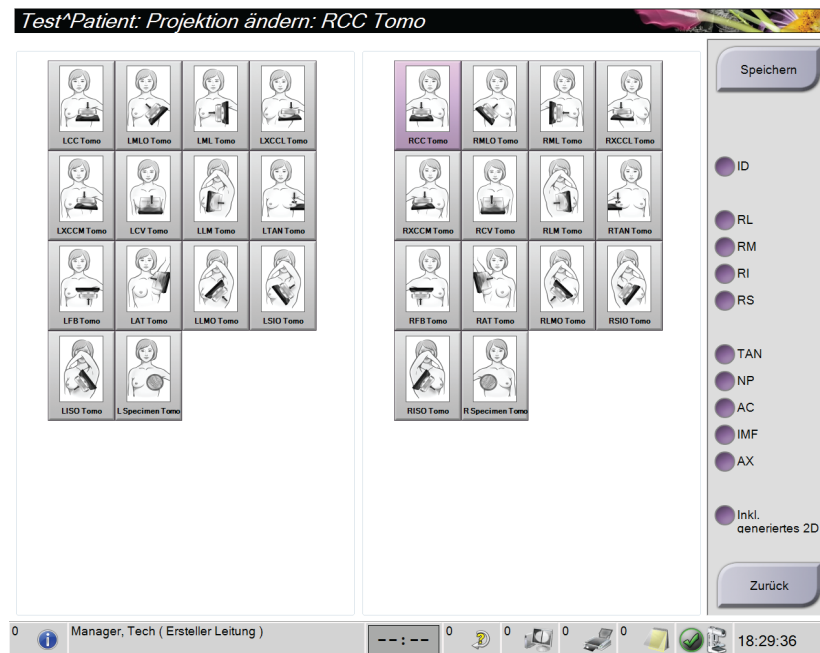 Test^Patient: Projektion ändern: RCC Tomo
LCC Tomo LMLO Tomo LML Tomo LXCCL Tomo
LXCCM Tomo LCV Tomo LLM Tomo LTAN Tomo
LFB Tomo LAT Tomo LLMO Tomo LSIO Tomo
LISO Tomo L Specimen Tomo
RCC Tomo RMLO Tomo RML Tomo RXCCL Tomo
RXCCM Tomo RCV Tomo RLM Tomo RTAN Tomo
RFB Tomo RAT Tomo RLMO Tomo RSIO Tomo
RISO Tomo R Specimen Tomo
Speichern
ID
RL
RM
RI
RS
TAN
NP
AC
IMF
AX
Inkl.
generiertes 2D
Zurück
0 Manager, Tech ( Ersteller Leitung ) --:-- 0 0 0 0 18:29:36